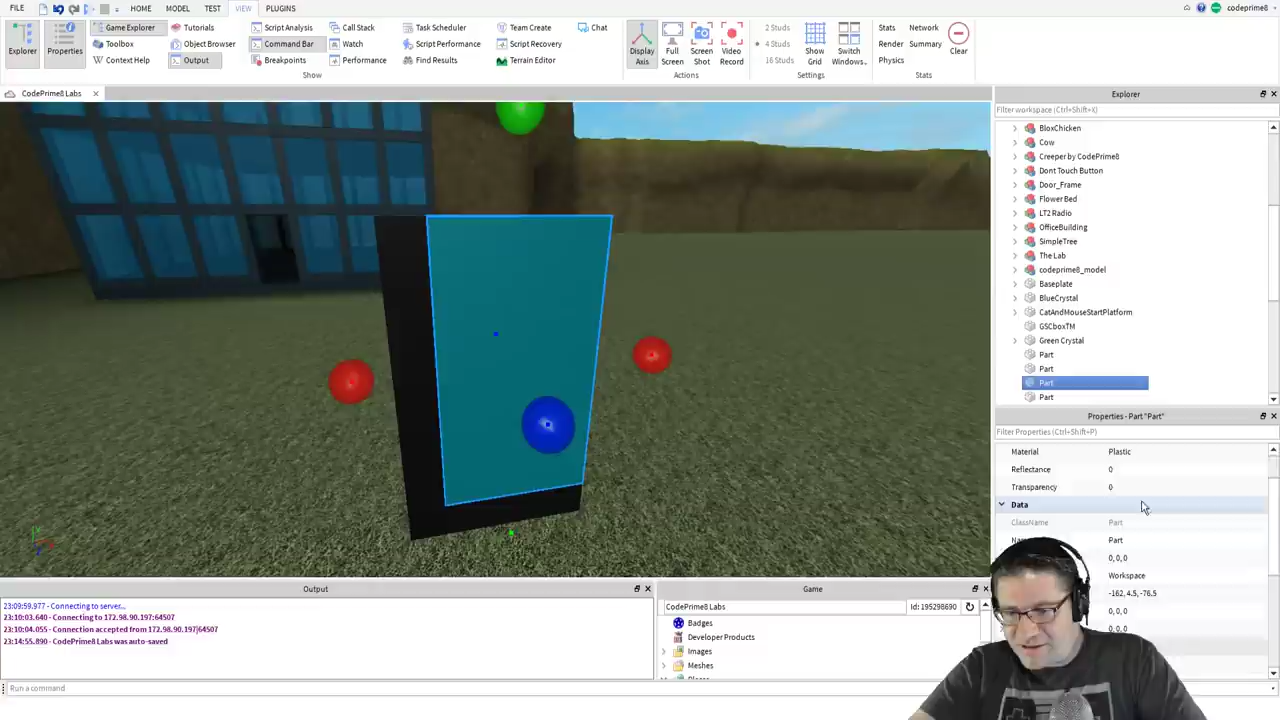 FILE HOME MODEL TEST VIEW PLUGINS codeprime8
Explorer Properties Game Explorer Tutorials Script Analysis Call Stack Task Scheduler Team Create Chat Display Axis Full Screen Screen Shot Video Record 2 Studs Show Grid Switch Windows... Stats Network Clear
Toolbox Object Browser Command Bar Watch Script Performance Script Recovery 4 Studs Render Summary
Context Help Output Breakpoints Performance Find Results Terrain Editor 16 Studs Physics
Show Actions Settings Stats
CodePrime8 Labs
Explorer
Filter workspace (Ctrl+Shift+X)
BloxChicken
Cow
Creeper by CodePrime8
Dont Touch Button
Door_Frame
Flower Bed
LT2 Radio
OfficeBuilding
SimpleTree
The Lab
codeprime8_model
Baseplate
BlueCrystal
CatAndMouseStartPlatform
GSCboxTM
Green Crystal
Part
Part
Part
Part
Properties - Part "Part"
Filter Properties (Ctrl+Shift+P)
Material Plastic
Reflectance 0
Transparency 0
Data
ClassName Part
Part
0, 0, 0
Workspace
-162, 4.5, -76.5
0, 0, 0
0, 0, 0
Output
23:09:59.977 - Connecting to server...
23:10:03.640 - Connecting to 172.98.90.197:64507
23:10:04.055 - Connection accepted from 172.98.90.197|64507
23:14:55.890 - CodePrime8 Labs was auto-saved
Game
CodePrime8 Labs Id: 195298690
Badges
Developer Products
Images
Meshes
Run a command